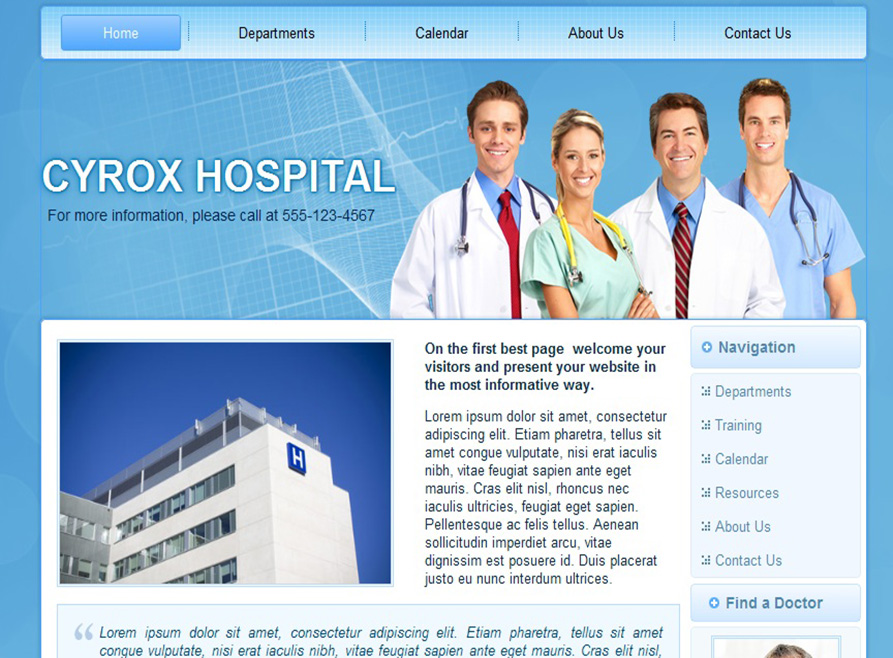 Home Departments Calendar About Us Contact Us
CYROX HOSPITAL
For more information, please call at 555-123-4567
H
On the first best page  welcome your
visitors and present your website in
the most informative way.
Lorem ipsum dolor sit amet, consectetur
adipiscing elit. Etiam pharetra, tellus sit
amet congue vulputate, nisi erat iaculis
nibh, vitae feugiat sapien ante eget
mauris. Cras elit nisl, rhoncus nec
iaculis ultricies, feugiat eget sapien.
Pellentesque ac felis tellus. Aenean
sollicitudin imperdiet arcu, vitae
dignissim est posuere id. Duis placerat
justo eu nunc interdum ultrices.
“ Lorem ipsum dolor sit amet, consectetur adipiscing elit. Etiam pharetra, tellus sit amet
congue vulputate, nisi erat iaculis nibh, vitae feugiat sapien ante eget mauris. Cras elit nisl,
Navigation
Departments
Training
Calendar
Resources
About Us
Contact Us
Find a Doctor